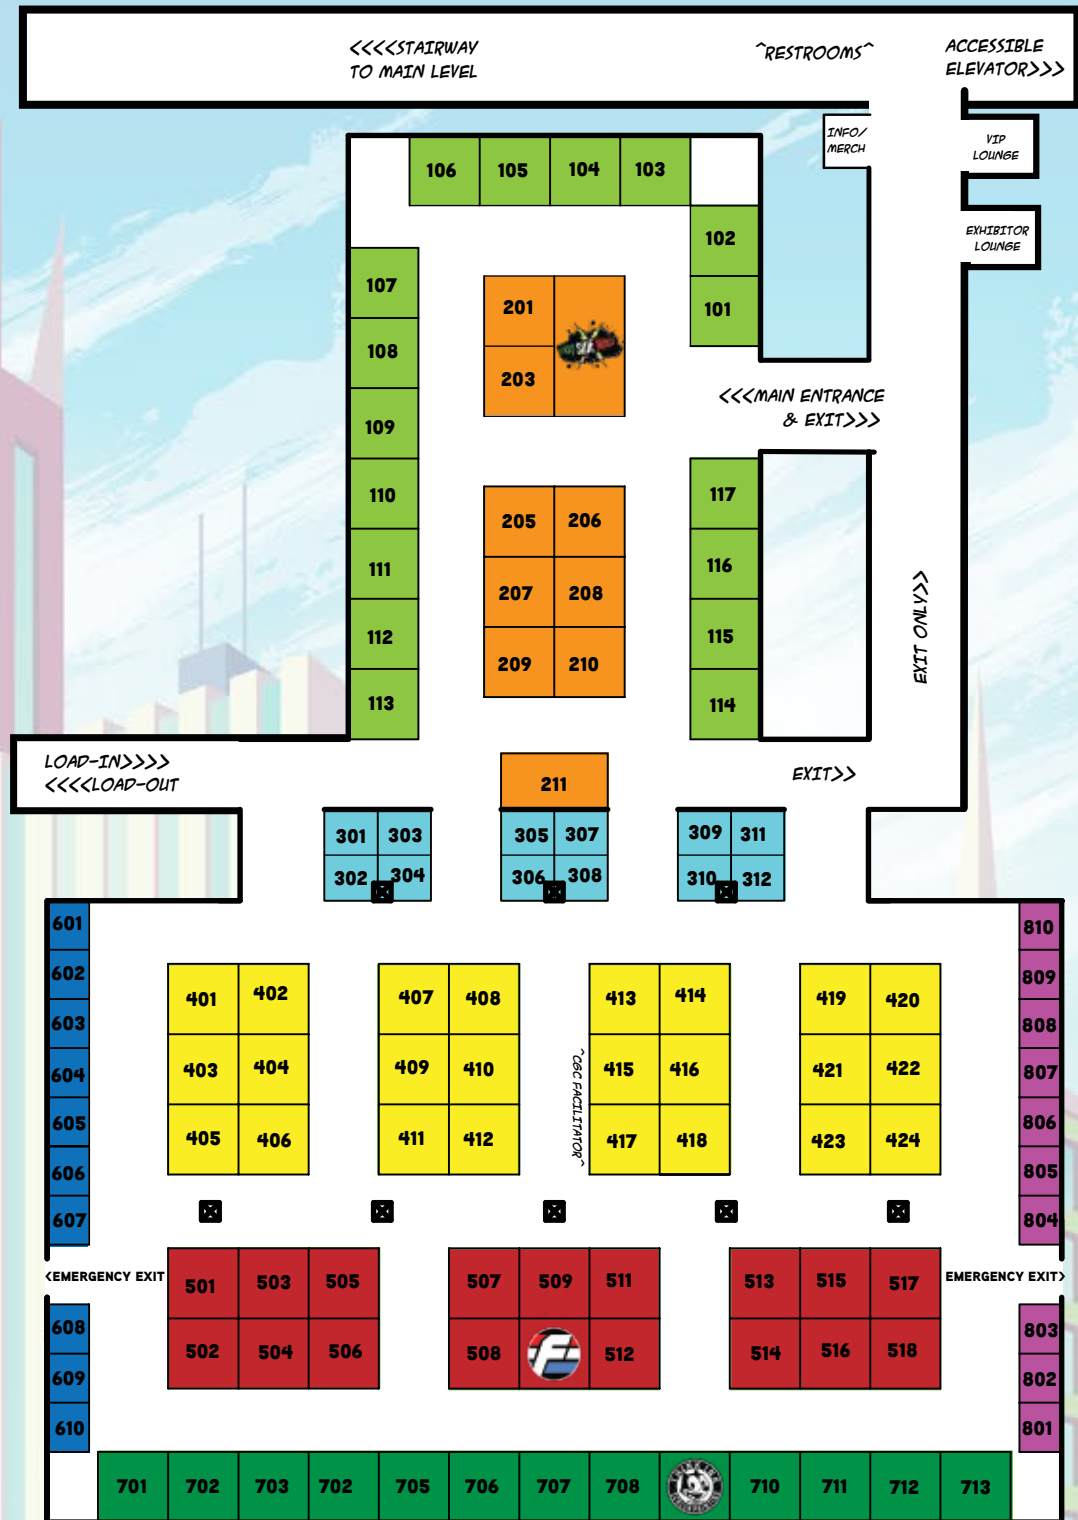 <<<<STAIRWAY
TO MAIN LEVEL
^RESTROOMS^
ACCESSIBLE
ELEVATOR>>>
INFO/
MERCH
VIP
LOUNGE
EXHIBITOR
LOUNGE
106 105 104 103
102
101
107
108
109
110
111
112
113
201
203
<<<MAIN ENTRANCE
& EXIT>>>
205 206
207 208
209 210
117
116
115
114
EXIT ONLY>>
LOAD-IN>>>>
<<<<LOAD-OUT
EXIT>>
211
301 303 305 307 309 311
302 304 306 308 310 312
601
602
603
604
605
606
607
810
809
808
807
806
805
804
401 402 407 408 413 414 419 420
403 404 409 410 415 416 421 422
405 406 411 412 417 418 423 424
^CGC FACILITATOR^
<EMERGENCY EXIT
EMERGENCY EXIT>
501 503 505 507 509 511 513 515 517
502 504 506 508 512 514 516 518
608
609
610
803
802
801
701 702 703 702 705 706 707 708 710 711 712 713